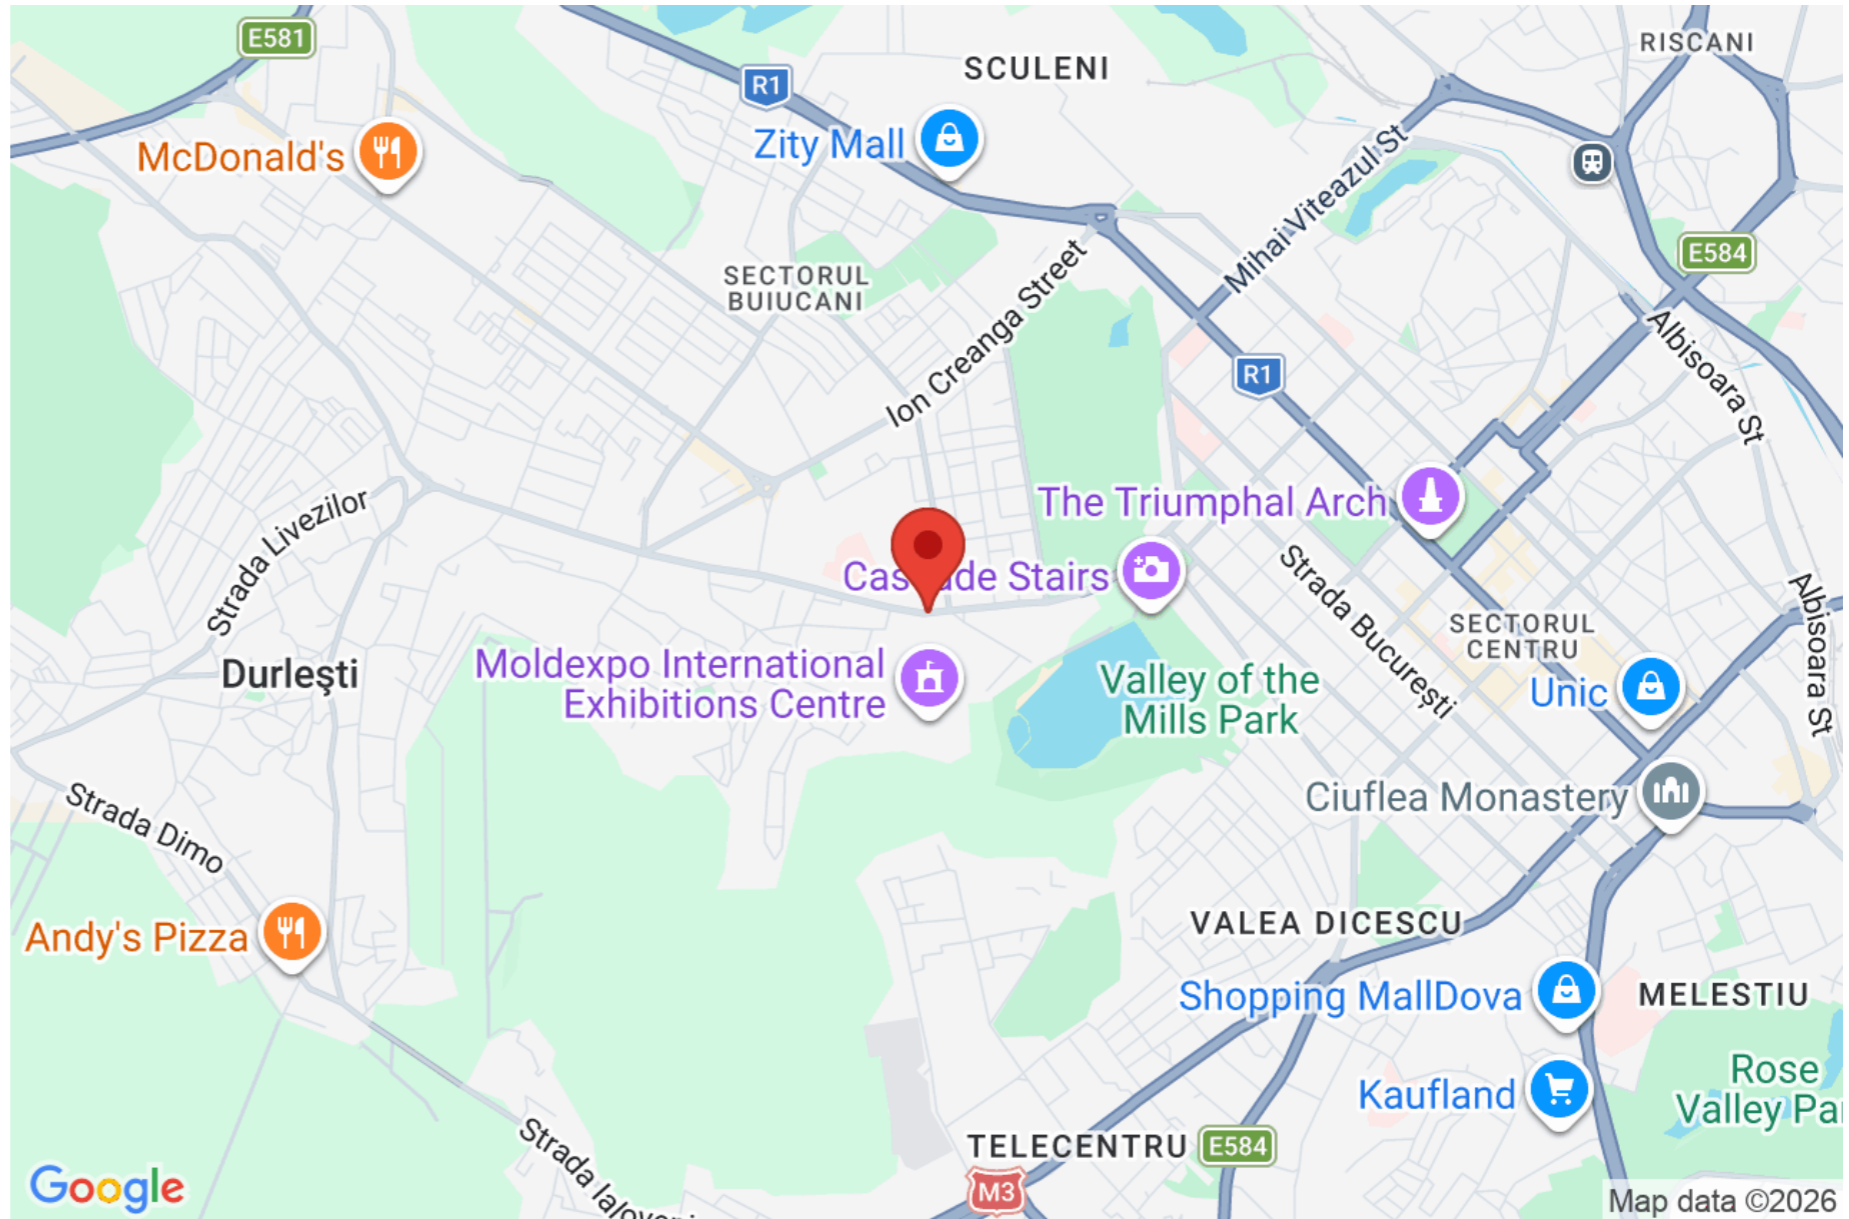 E581
R1
SCULENI
RISCANI
Zity Mall
McDonald's
Mihai Viteazul St
E584
SECTORUL
BUIUCANI
Ion Creanga Street
Albisoara St
R1
The Triumphal Arch
Strada Livezilor
Cascade Stairs
Strada București
Albisoara St
SECTORUL
CENTRU
Durleşti
Moldexpo International
Exhibitions Centre
Valley of the
Mills Park
Unic
Strada Dimo
Ciuflea Monastery
Andy's Pizza
VALEA DICESCU
Shopping MallDova
MELESTIU
Rose
Valley Pa
Kaufland
TELECENTRU
E584
Strada
M3
Google
Map data ©2026